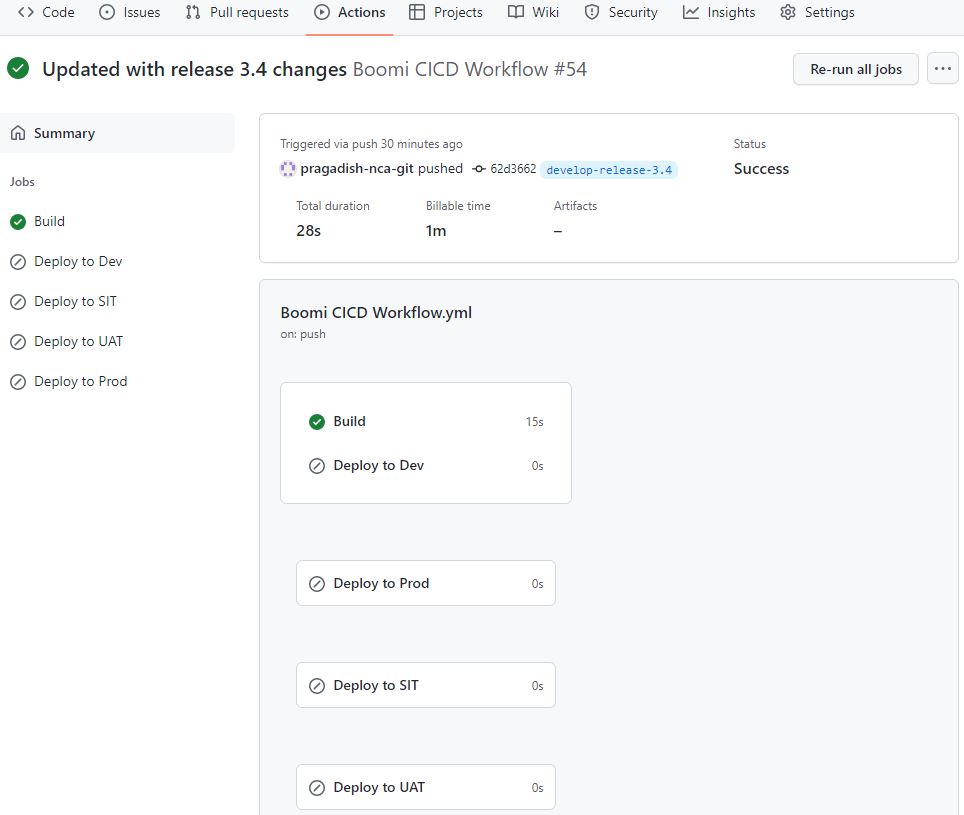 Code Issues Pull requests Actions Projects Wiki Security Insights Settings
Updated with release 3.4 changes Boomi CICD Workflow #54
Re-run all jobs
Summary
Jobs
Build
Deploy to Dev
Deploy to SIT
Deploy to UAT
Deploy to Prod
Triggered via push 30 minutes ago
pragadish-nca-git pushed 62d3662 develop-release-3.4
Status
Success
Total duration
28s
Billable time
1m
Artifacts
–
Boomi CICD Workflow.yml
on: push
Build 15s
Deploy to Dev 0s
Deploy to Prod 0s
Deploy to SIT 0s
Deploy to UAT 0s